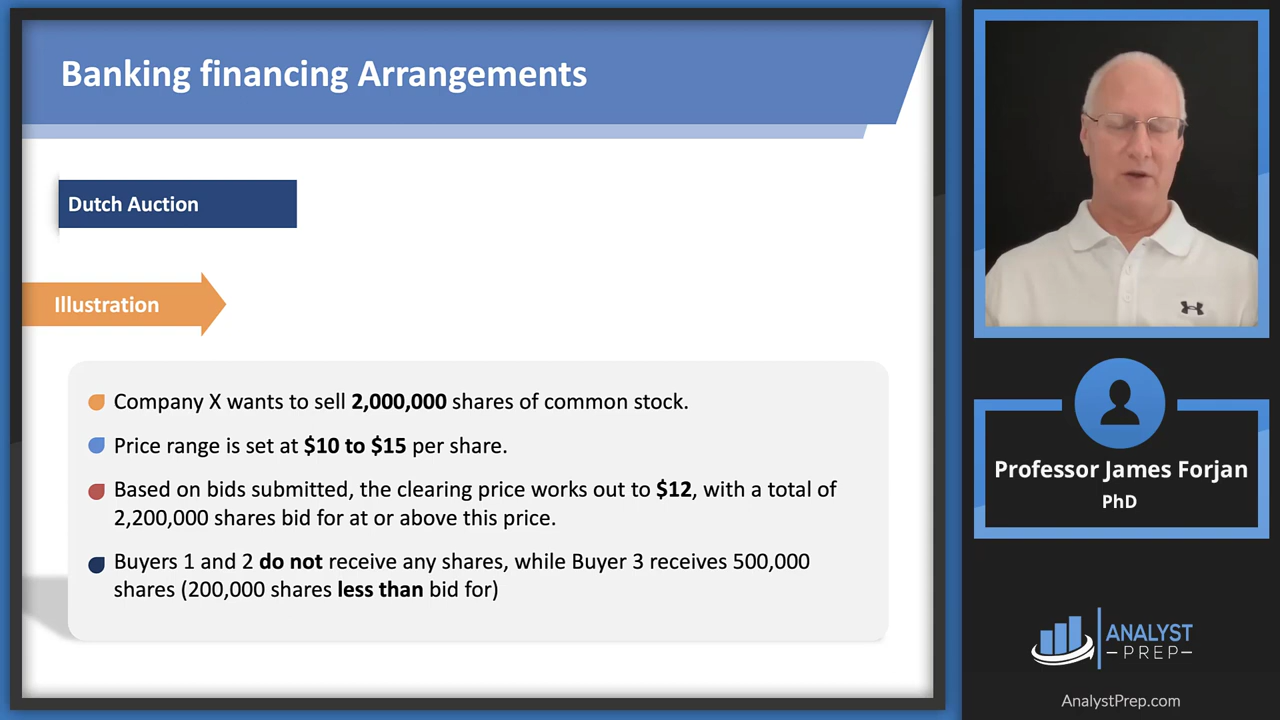 Banking financing Arrangements
Dutch Auction
Illustration
Company X wants to sell 2,000,000 shares of common stock.
Price range is set at $10 to $15 per share.
Based on bids submitted, the clearing price works out to $12, with a total of
2,200,000 shares bid for at or above this price.
Buyers 1 and 2 do not receive any shares, while Buyer 3 receives 500,000
shares (200,000 shares less than bid for)
Professor James Forjan
PhD
ANALYST
PREP
AnalystPrep.com